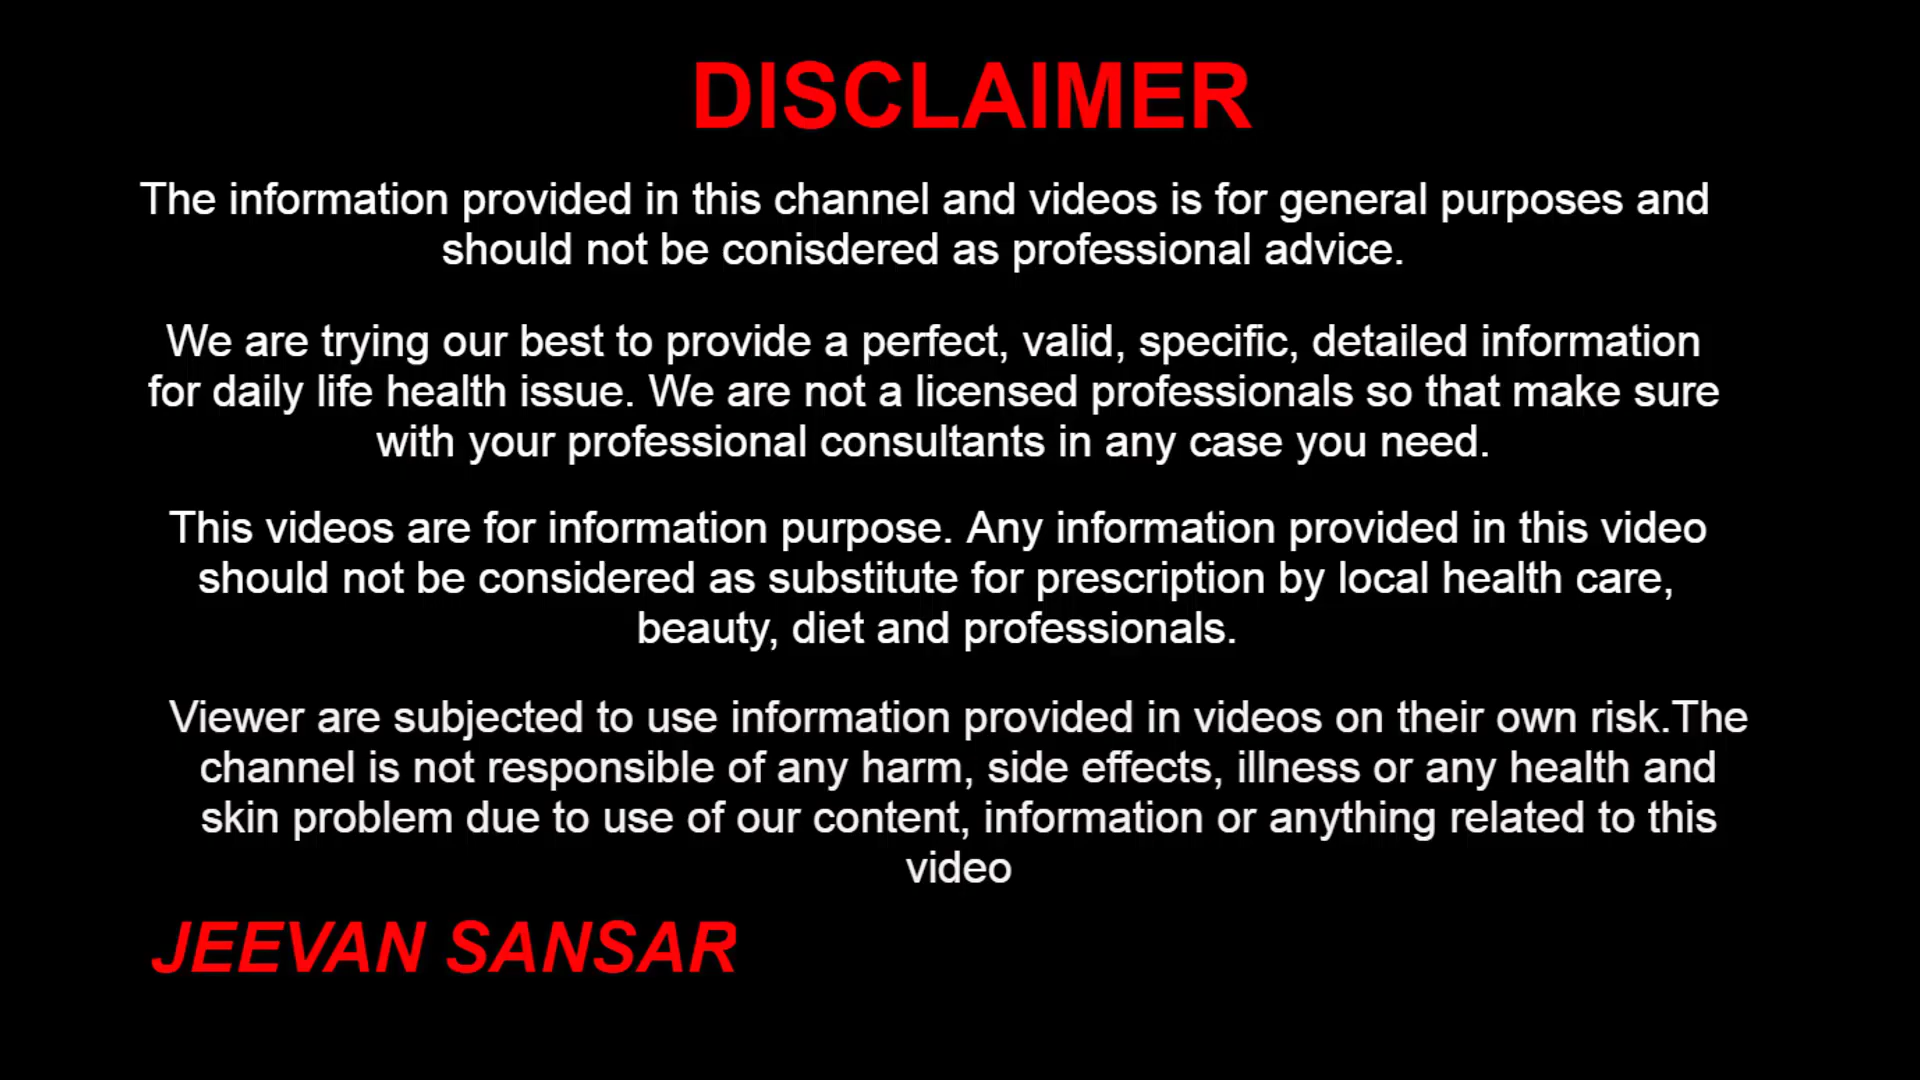 DISCLAIMER
The information provided in this channel and videos is for general purposes and
should not be conisdered as professional advice.
We are trying our best to provide a perfect, valid, specific, detailed information
for daily life health issue. We are not a licensed professionals so that make sure
with your professional consultants in any case you need.
This videos are for information purpose. Any information provided in this video
should not be considered as substitute for prescription by local health care,
beauty, diet and professionals.
Viewer are subjected to use information provided in videos on their own risk.The
channel is not responsible of any harm, side effects, illness or any health and
skin problem due to use of our content, information or anything related to this
video
JEEVAN SANSAR